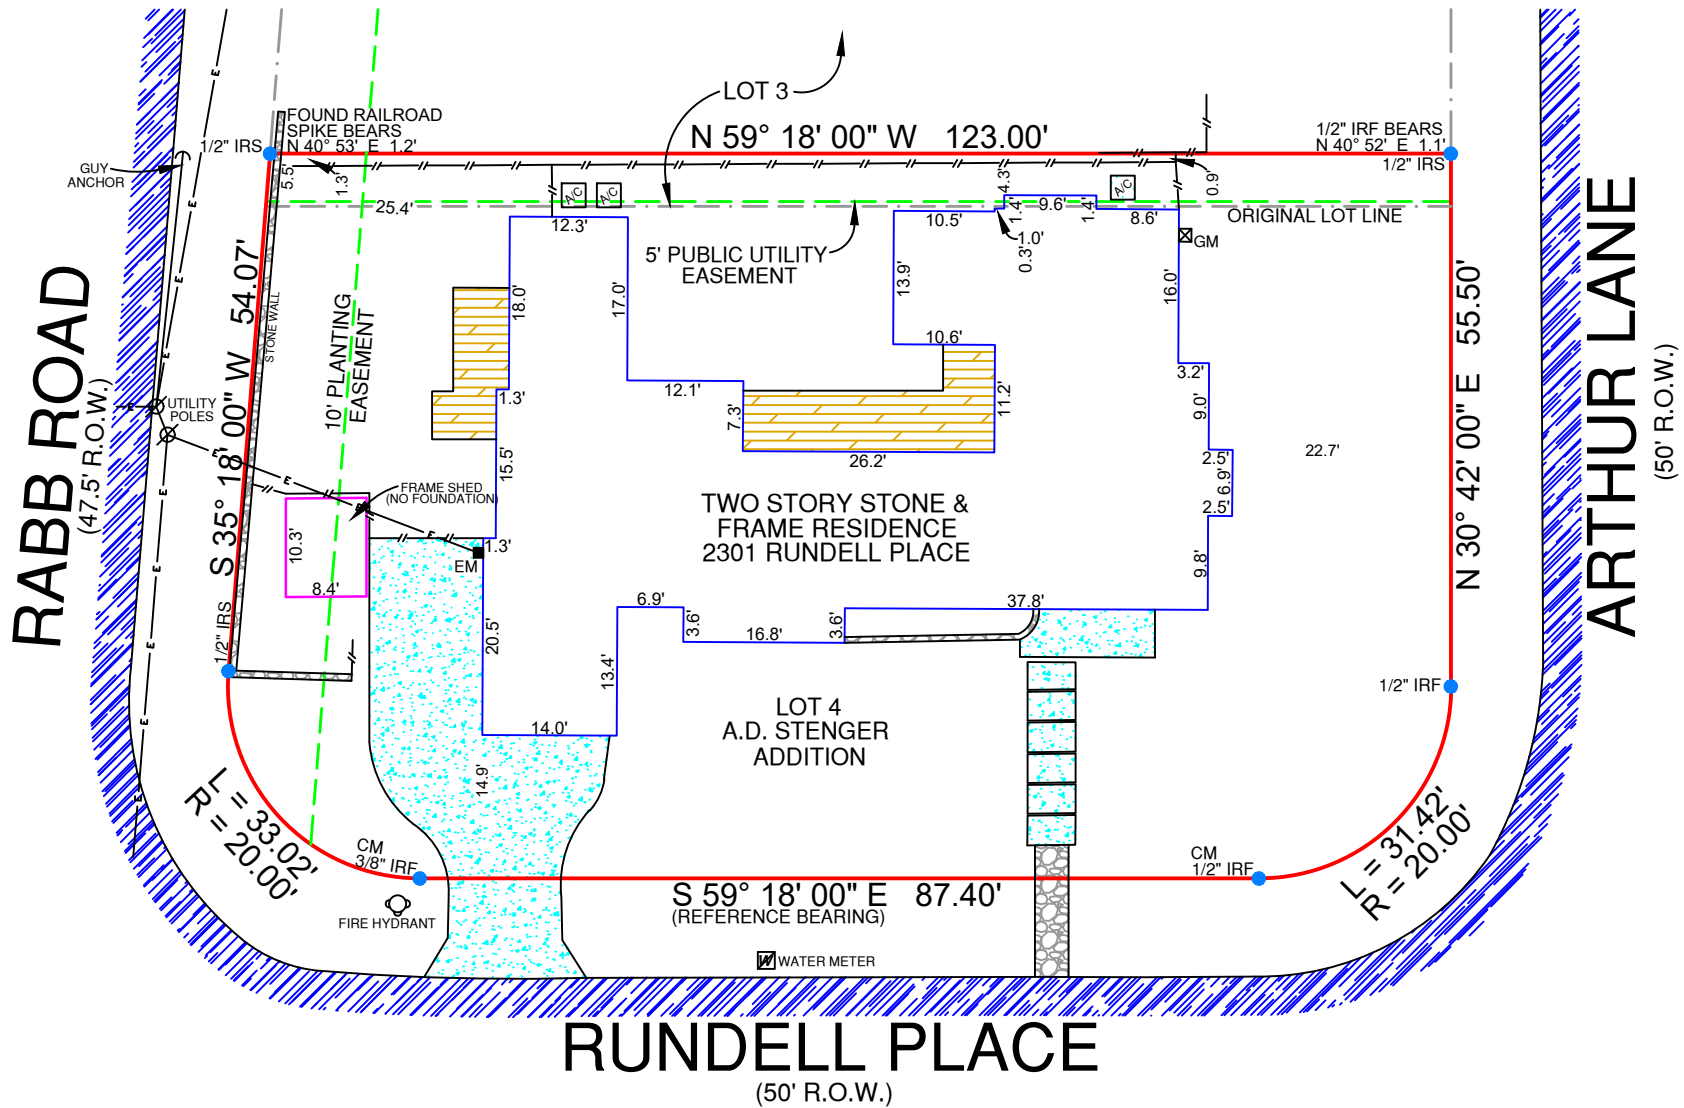 LOT 3
FOUND RAILROAD
SPIKE BEARS
N 40° 53' E 1.2'
1/2" IRS
N 59° 18' 00" W 123.00'
1/2" IRF BEARS
N 40° 52' E 1.1'
1/2" IRS
GUY
ANCHOR
5.5'
1.3'
25.4'
A/C
A/C
A/C
12.3'
4.3'
1.4'
9.6'
1.4'
10.5'
8.6'
0.9'
1.0'
0.3'
ORIGINAL LOT LINE
GM
5' PUBLIC UTILITY
EASEMENT
RABB ROAD
(47.5' R.O.W.)
S 35° 18' 00" W 54.07'
STONE WALL
10' PLANTING
EASEMENT
18.0'
17.0'
13.9'
16.0'
10.6'
11.2'
3.2'
9.0'
12.1'
7.3'
26.2'
1.3'
15.5'
2.5'
6.9'
2.5'
22.7'
N 30° 42' 00" E 55.50'
ARTHUR LANE
(50' R.O.W.)
UTILITY
POLES
E
E
E
E
E
E
E
E
E
FRAME SHED
(NO FOUNDATION)
10.3'
8.4'
1.3'
EM
TWO STORY STONE &
FRAME RESIDENCE
2301 RUNDELL PLACE
9.8'
37.8'
6.9'
3.6'
16.8'
3.6'
20.5'
13.4'
14.0'
14.9'
1/2" IRS
1/2" IRF
LOT 4
A.D. STENGER
ADDITION
L = 33.02'
R = 20.00'
CM
3/8" IRF
CM
1/2" IRF
L = 31.42'
R = 20.00'
S 59° 18' 00" E 87.40'
(REFERENCE BEARING)
FIRE HYDRANT
W WATER METER
RUNDELL PLACE
(50' R.O.W.)